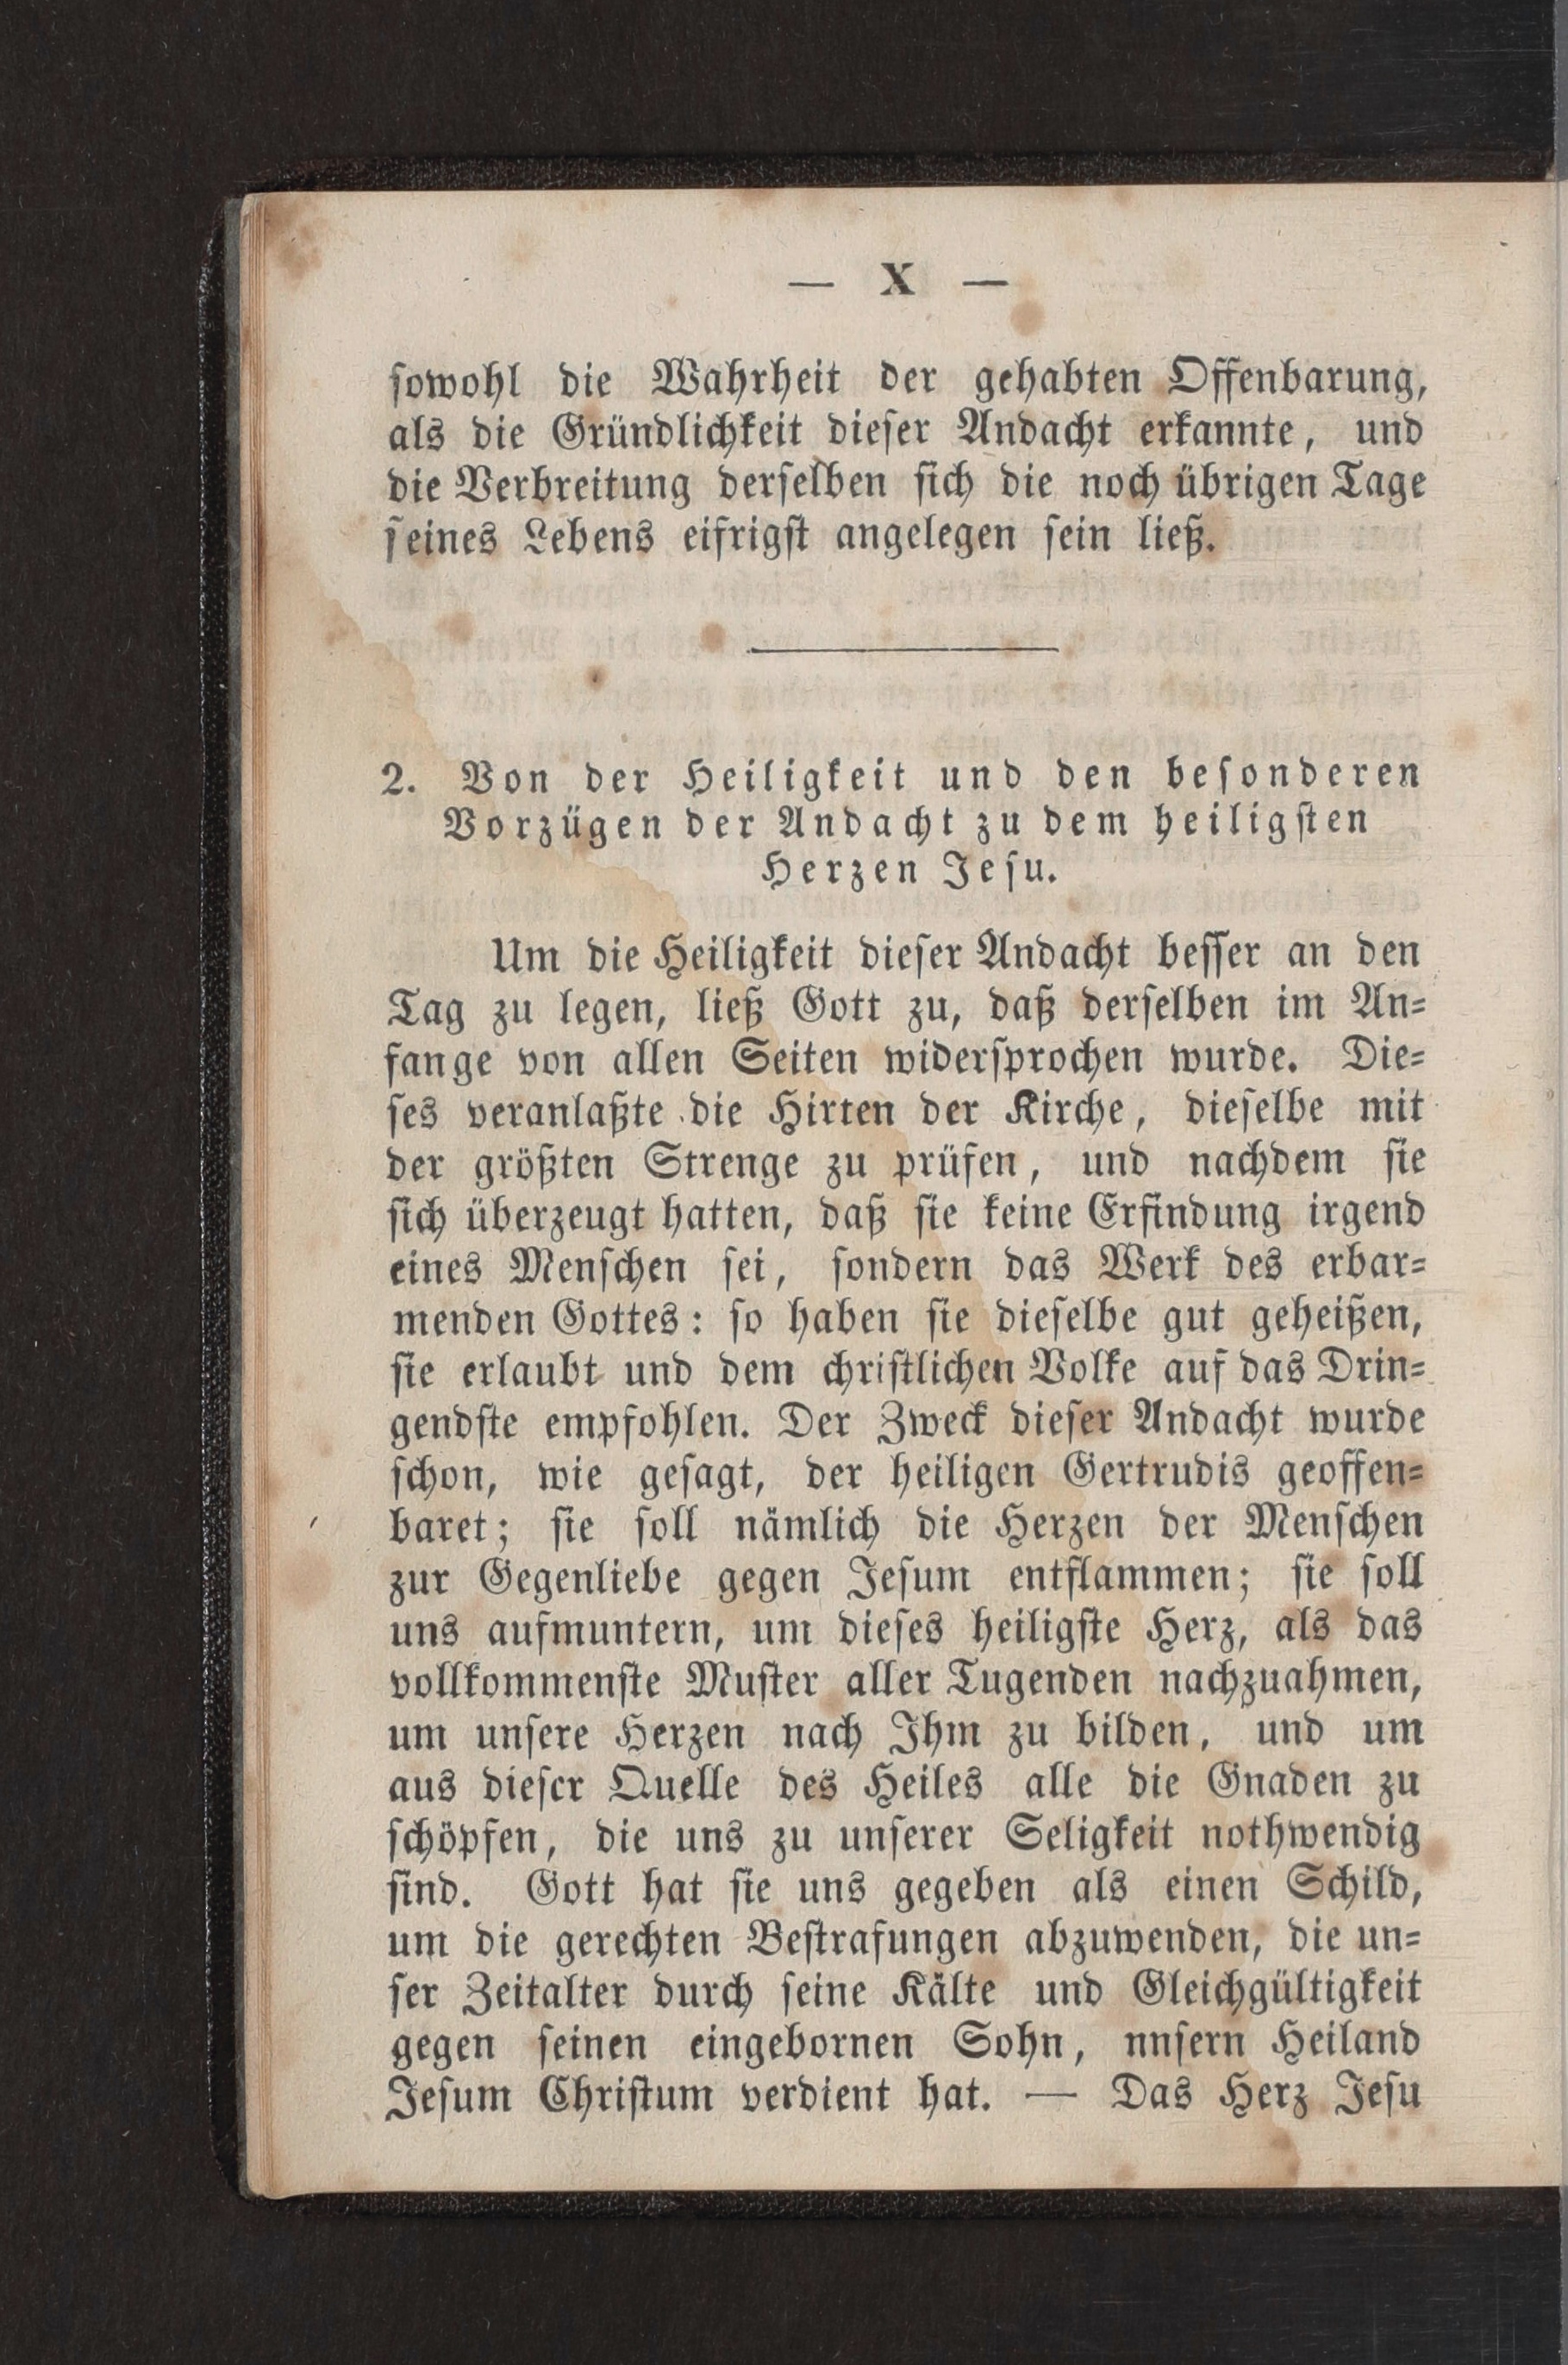 — X —
sowohl die Wahrheit der gehabten Offenbarung,
als die Gründlichkeit dieser Andacht erkannte, und
die Verbreitung derselben sich die noch übrigen Tage
seines Lebens eifrigst angelegen sein ließ.
2. Von der Heiligkeit und den besonderen
Vorzügen der Andacht zu dem heiligsten
Herzen Jesu.
Um die Heiligkeit dieser Andacht besser an den
Tag zu legen, ließ Gott zu, daß derselben im An-
fange von allen Seiten widersprochen wurde. Die-
ses veranlaßte die Hirten der Kirche, dieselbe mit
der größten Strenge zu prüfen, und nachdem sie
sich überzeugt hatten, daß sie keine Erfindung irgend
eines Menschen sei, sondern das Werk des erbar-
menden Gottes: so haben sie dieselbe gut geheißen,
sie erlaubt und dem christlichen Volke auf das Drin-
gendste empfohlen. Der Zweck dieser Andacht wurde
schon, wie gesagt, der heiligen Gertrudis geoffen-
baret; sie soll nämlich die Herzen der Menschen
zur Gegenliebe gegen Jesum entflammen; sie soll
uns aufmuntern, um dieses heiligste Herz, als das
vollkommenste Muster aller Tugenden nachzuahmen,
um unsere Herzen nach Ihm zu bilden, und um
aus dieser Quelle des Heiles alle die Gnaden zu
schöpfen, die uns zu unserer Seligkeit nothwendig
sind. Gott hat sie uns gegeben als einen Schild,
um die gerechten Bestrafungen abzuwenden, die un-
ser Zeitalter durch seine Kälte und Gleichgültigkeit
gegen seinen eingebornen Sohn, nnsern Heiland
Jesum Christum verdient hat. — Das Herz Jesu